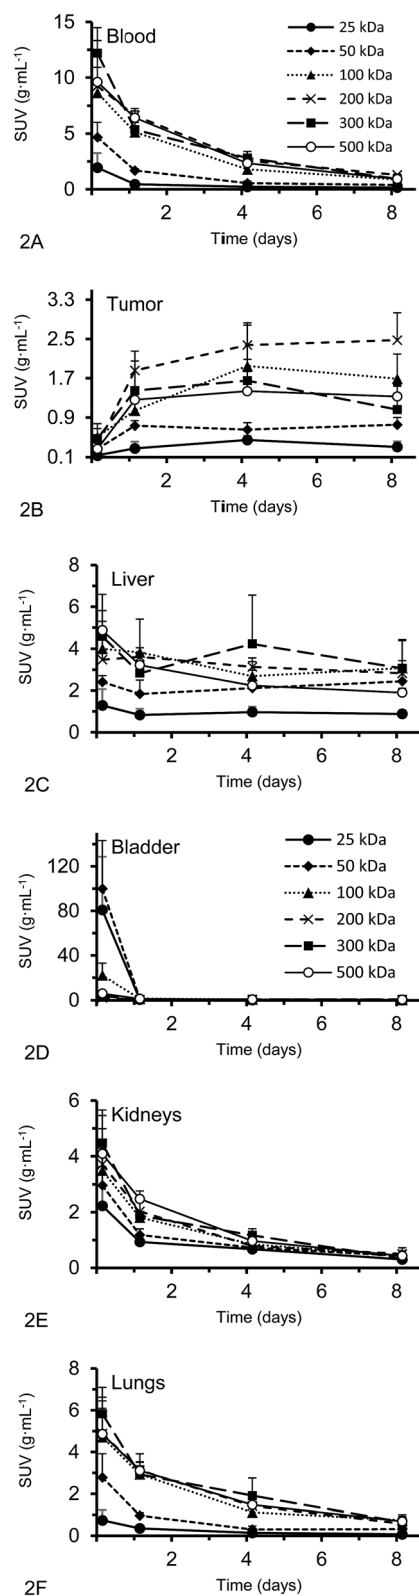 Blood
SUV (g·mL-1)
15
10
5
0
2
4
6
8
Time (days)
25 kDa
50 kDa
100 kDa
200 kDa
300 kDa
500 kDa
2A
Tumor
SUV (g·mL-1)
3.3
2.5
1.7
0.9
0.1
0
2
4
6
8
Time (days)
2B
Liver
SUV (g·mL-1)
8
6
4
2
0
2
4
6
8
Time (days)
2C
Bladder
SUV (g·mL-1)
120
80
40
0
2
4
6
8
Time (days)
25 kDa
50 kDa
100 kDa
200 kDa
300 kDa
500 kDa
2D
Kidneys
SUV (g·mL-1)
6
4
2
0
0
2
4
6
8
Time (days)
2E
Lungs
SUV (g·mL-1)
8
6
4
2
0
0
2
4
6
8
Time (days)
2F